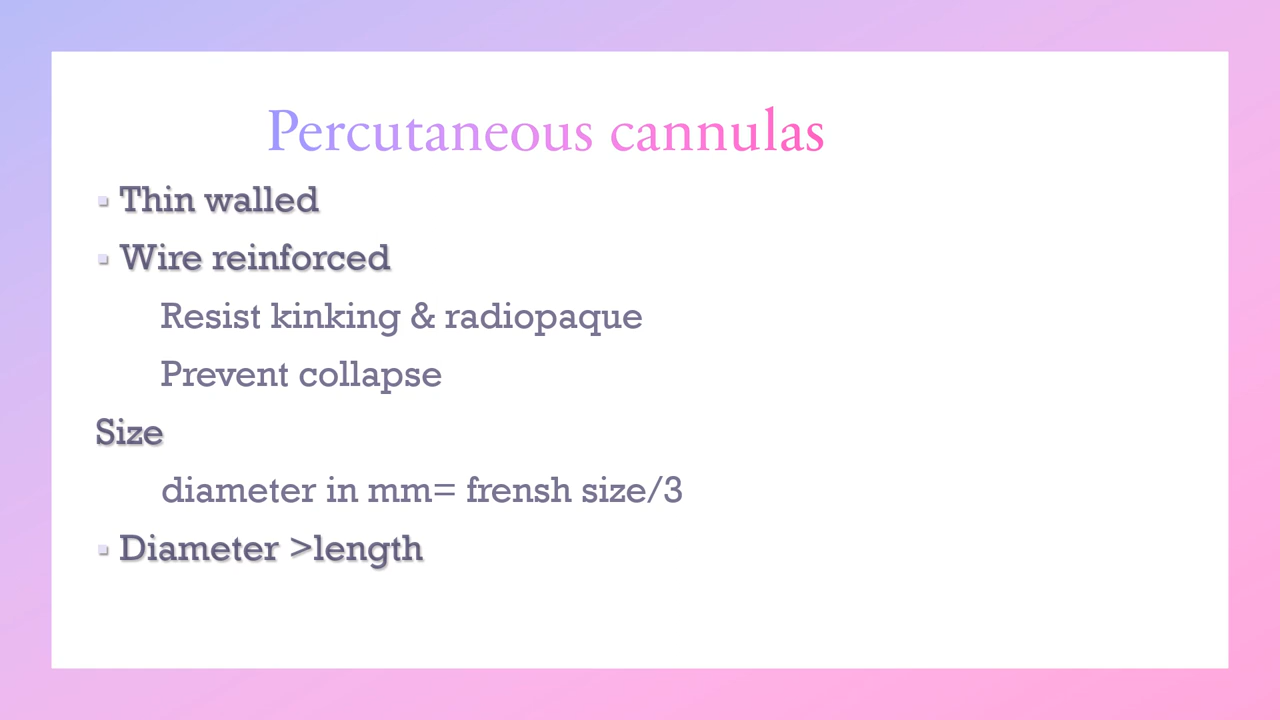 Percutaneous cannulas
▪ Thin walled
▪ Wire reinforced
Resist kinking & radiopaque
Prevent collapse
Size
diameter in mm= frensh size/3
▪ Diameter >length